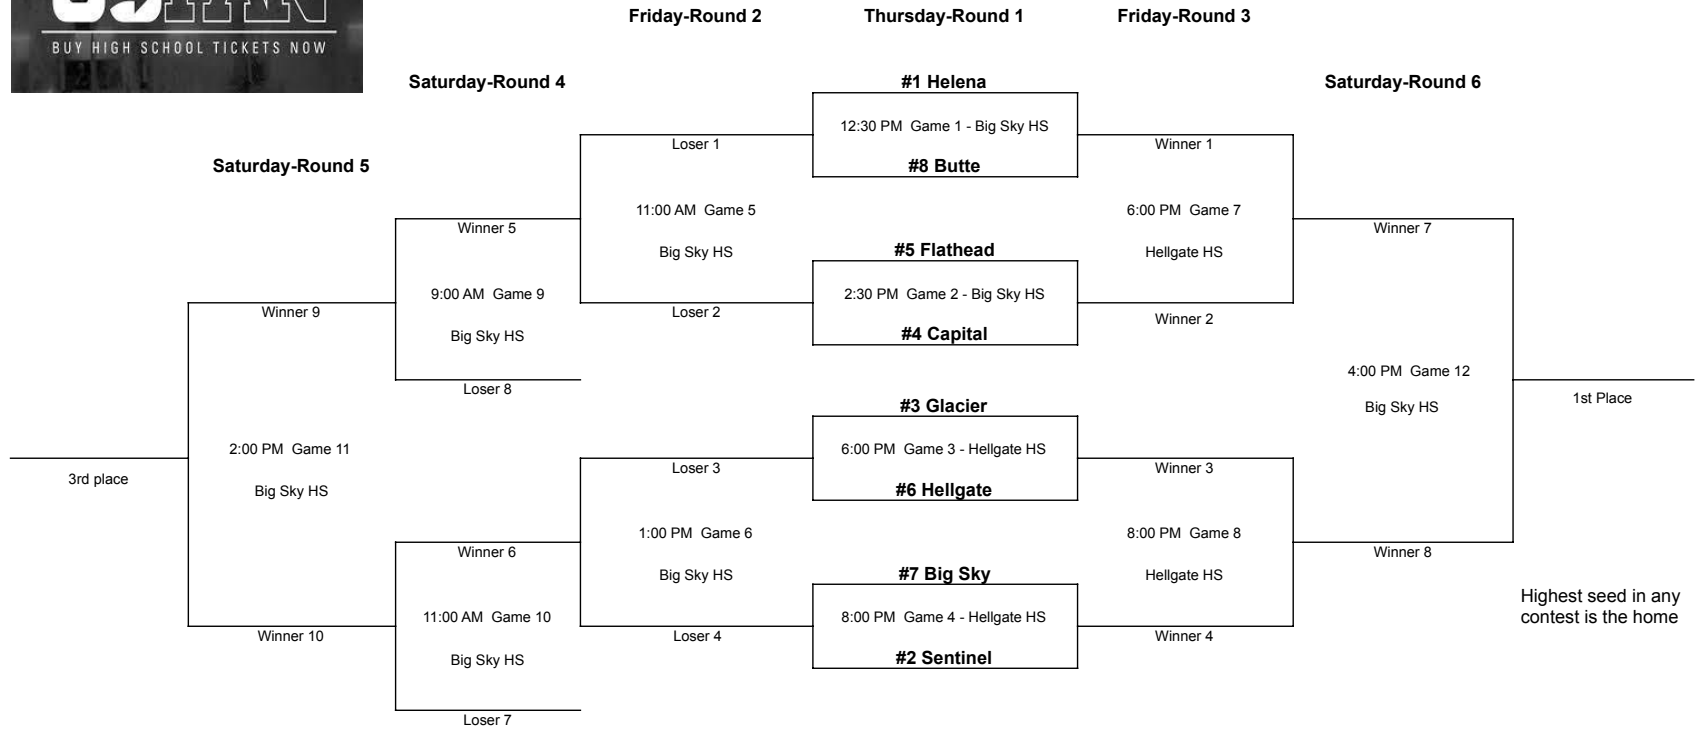 BUY HIGH SCHOOL TICKETS NOW
Friday-Round 2
Thursday-Round 1
Friday-Round 3
Saturday-Round 4
#1 Helena
Saturday-Round 6
12:30 PM Game 1 - Big Sky HS
Loser 1
Winner 1
Saturday-Round 5
#8 Butte
11:00 AM Game 5
6:00 PM Game 7
Winner 5
Winner 7
Big Sky HS
#5 Flathead
Hellgate HS
9:00 AM Game 9
2:30 PM Game 2 - Big Sky HS
Winner 9
Loser 2
Winner 2
Big Sky HS
#4 Capital
4:00 PM Game 12
Loser 8
1st Place
#3 Glacier
Big Sky HS
2:00 PM Game 11
6:00 PM Game 3 - Hellgate HS
3rd place
Loser 3
Winner 3
Big Sky HS
#6 Hellgate
1:00 PM Game 6
8:00 PM Game 8
Winner 6
Winner 8
Big Sky HS
#7 Big Sky
Hellgate HS
Highest seed in any
contest is the home
11:00 AM Game 10
8:00 PM Game 4 - Hellgate HS
Winner 10
Loser 4
Winner 4
Big Sky HS
#2 Sentinel
Loser 7